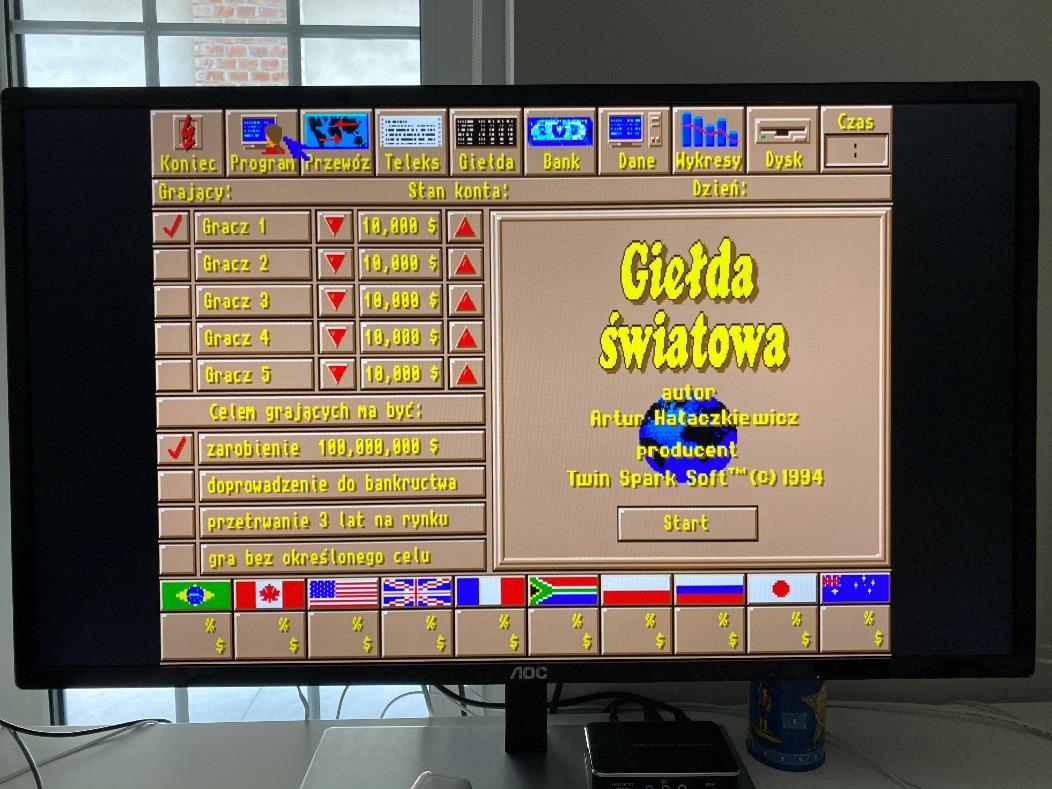 Koniec Program Przewóz Teleks Giełda Bank Dane Wykresy Dysk Czas
:
Grający: Stan konta: Dzień:
Gracz 1 10,000 $
Gracz 2 10,000 $
Gracz 3 10,000 $
Gracz 4 10,000 $
Gracz 5 10,000 $
Celem grających ma być:
zarobienie 100,000,000 $
doprowadzenie do bankructwa
przetrwanie 3 lat na rynku
gra bez określonego celu
Giełda
światowa
autor
Artur Hałaczkiewicz
producent
Twin Spark Soft™ (c) 1994
Start
% % % % % % % % % %
$ $ $ $ $ $ $ $ $ $
AOC